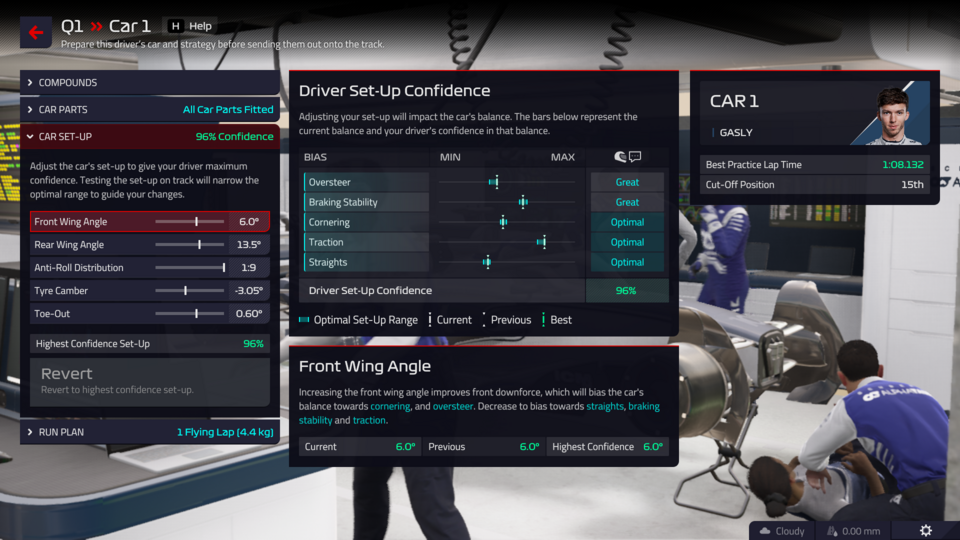 Q1 » Car 1 H Help
Prepare this driver's car and strategy before sending them out onto the track.
COMPOUNDS
CAR PARTS All Car Parts Fitted
CAR SET-UP 96% Confidence
Adjust the car's set-up to give your driver maximum
confidence. Testing the set-up on track will narrow the
optimal range to guide your changes.
Front Wing Angle 6.0°
Rear Wing Angle 13.5°
Anti-Roll Distribution 1:9
Tyre Camber -3.05°
Toe-Out 0.60°
Highest Confidence Set-Up 96%
Revert
Revert to highest confidence set-up.
RUN PLAN 1 Flying Lap (4.4 kg)
Driver Set-Up Confidence
Adjusting your set-up will impact the car's balance. The bars below represent the
current balance and your driver's confidence in that balance.
BIAS MIN MAX
Oversteer Great
Braking Stability Great
Cornering Optimal
Traction Optimal
Straights Optimal
Driver Set-Up Confidence 96%
Optimal Set-Up Range Current Previous Best
Front Wing Angle
Increasing the front wing angle improves front downforce, which will bias the car's
balance towards cornering, and oversteer. Decrease to bias towards straights, braking
stability and traction.
Current 6.0° Previous 6.0° Highest Confidence 6.0°
CAR 1
GASLY
Best Practice Lap Time 1:08.132
Cut-Off Position 15th
Cloudy 0.00 mm